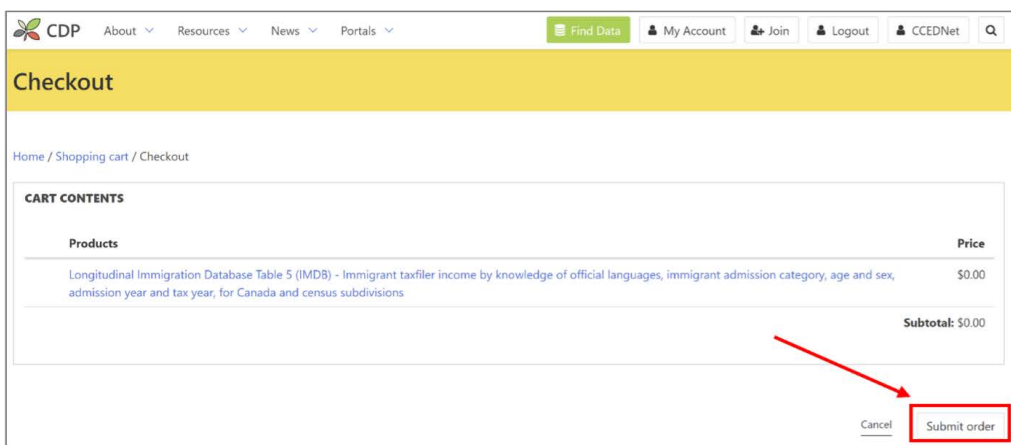 CDP About Resources News Portals Find Data My Account Join Logout CCEDNet
Checkout
Home / Shopping cart / Checkout
CART CONTENTS
Products Price
Longitudinal Immigration Database Table 5 (IMDB) - Immigrant taxfiler income by knowledge of official languages, immigrant admission category, age and sex, $0.00
admission year and tax year, for Canada and census subdivisions
Subtotal: $0.00
Cancel Submit order